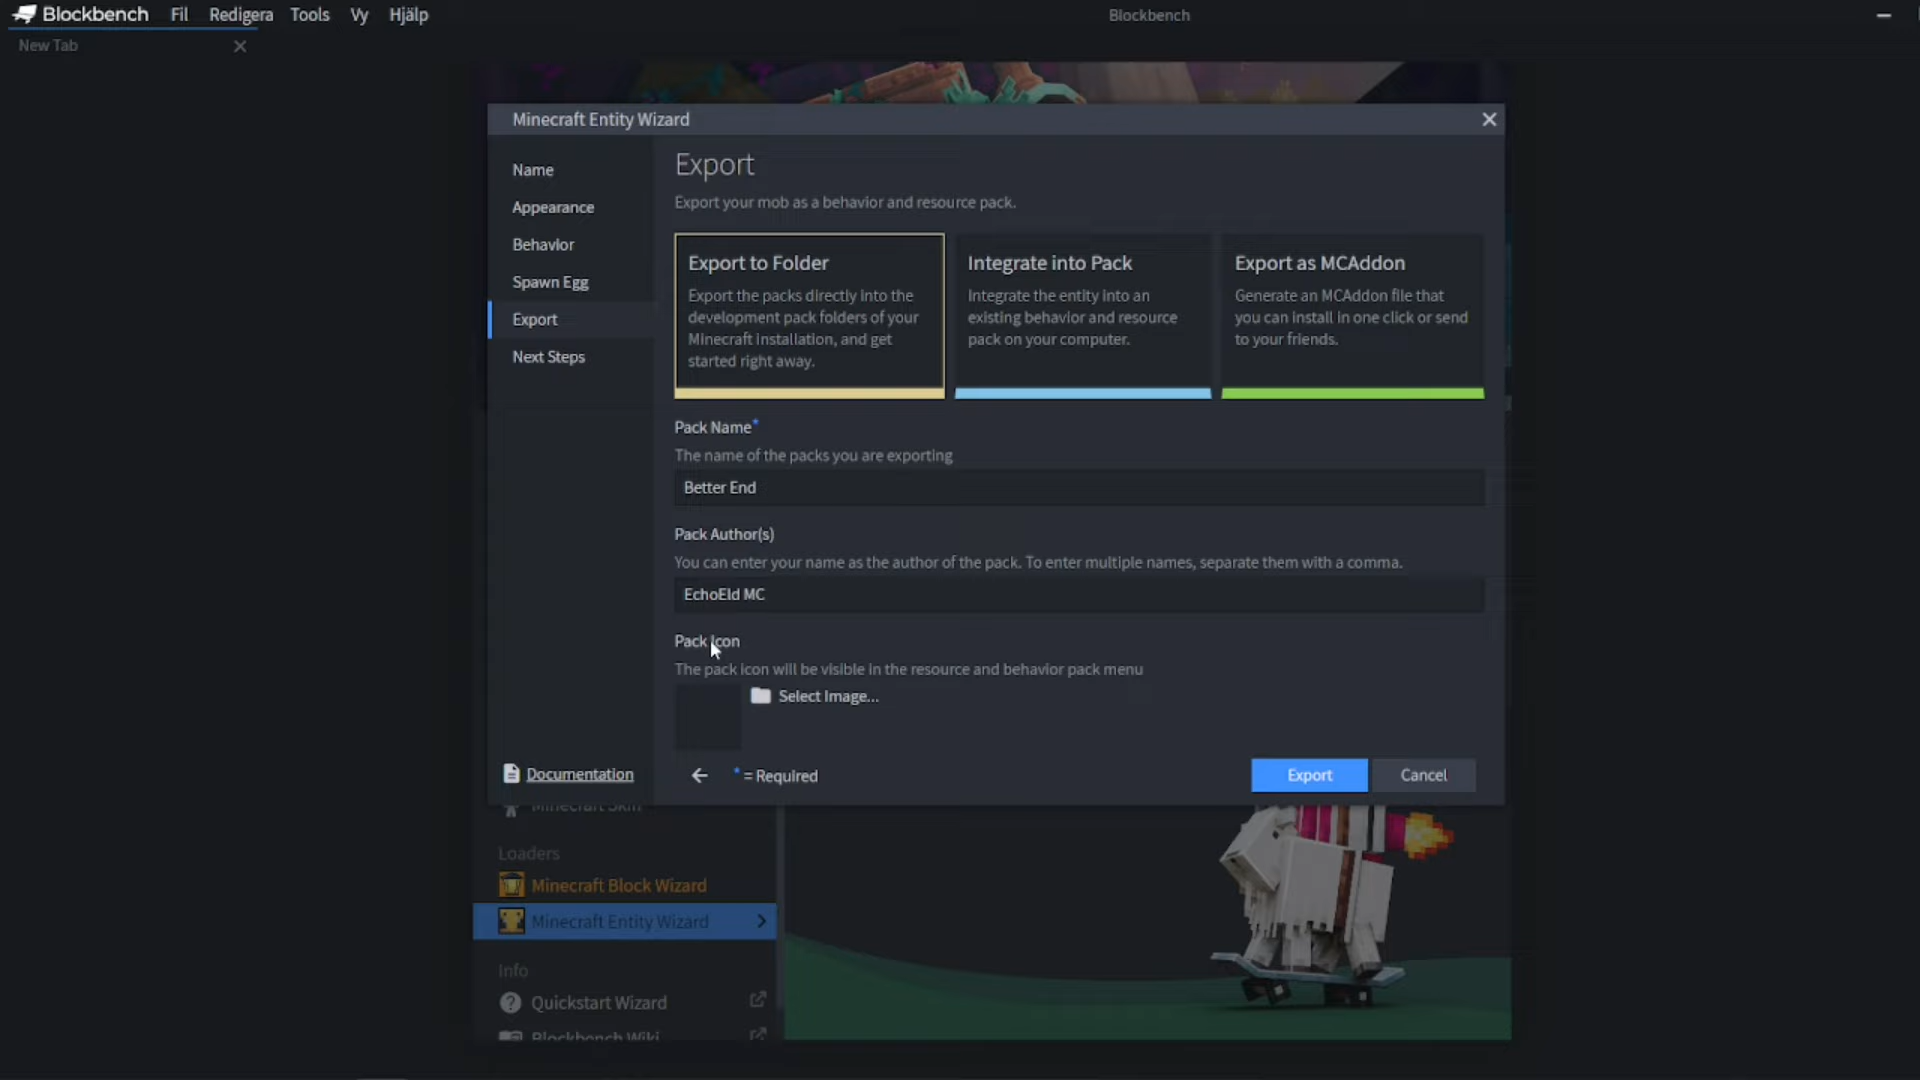 Blockbench Fil Redigera Tools Vy Hjälp Blockbench
New Tab
Minecraft Entity Wizard
Name
Appearance
Behavior
Spawn Egg
Export
Next Steps
Documentation
Export
Export your mob as a behavior and resource pack.
Export to Folder
Export the packs directly into the
development pack folders of your
Minecraft Installation, and get
started right away.
Integrate into Pack
Integrate the entity into an
existing behavior and resource
pack on your computer.
Export as MCAddon
Generate an MCAddon file that
you can install in one click or send
to your friends.
Pack Name*
The name of the packs you are exporting
Better End
Pack Author(s)
You can enter your name as the author of the pack. To enter multiple names, separate them with a comma.
EchoEld MC
Pack Icon
The pack icon will be visible in the resource and behavior pack menu
Select Image...
* = Required
Export
Cancel
Minecraft Skin
Loaders
Minecraft Block Wizard
Minecraft Entity Wizard
Info
Quickstart Wizard
Blockbench Wiki